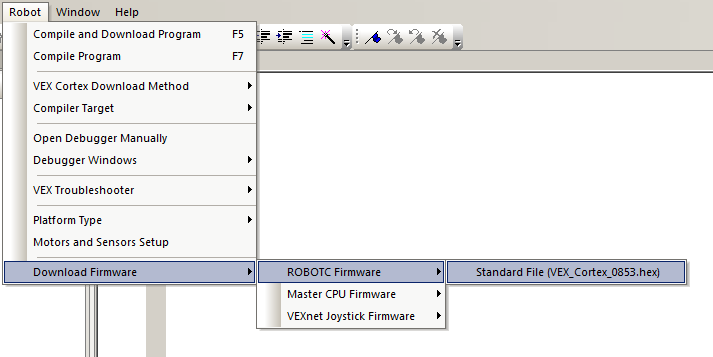 Robot Window Help
Compile and Download Program F5
Compile Program F7
VEX Cortex Download Method
Compiler Target
Open Debugger Manually
Debugger Windows
VEX Troubleshooter
Platform Type
Motors and Sensors Setup
Download Firmware
ROBOTC Firmware
Master CPU Firmware
VEXnet Joystick Firmware
Standard File (VEX_Cortex_0853.hex)